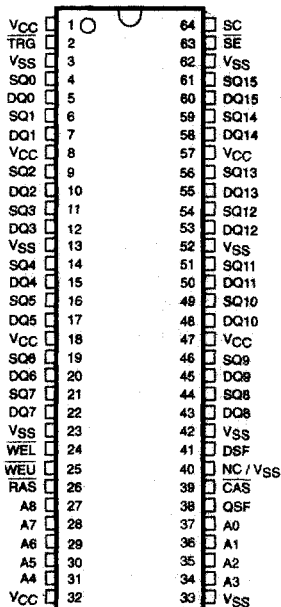 VCC 1 64 SC
TRG 2 63 SE
VSS 3 62 VSS
SQ0 4 61 SQ15
DQ0 5 60 DQ15
SQ1 6 59 SQ14
DQ1 7 58 DQ14
VCC 8 57 VCC
SQ2 9 56 SQ13
DQ2 10 55 DQ13
SQ3 11 54 SQ12
DQ3 12 53 DQ12
VSS 13 52 VSS
SQ4 14 51 SQ11
DQ4 15 50 DQ11
SQ5 16 49 SQ10
DQ5 17 48 DQ10
VCC 18 47 VCC
SQ6 19 46 SQ9
DQ6 20 45 DQ9
SQ7 21 44 SQ8
DQ7 22 43 DQ8
VSS 23 42 VSS
WEL 24 41 DSF
WEU 25 40 NC / VSS
RAS 26 39 CAS
A8 27 38 QSF
A7 28 37 A0
A6 29 36 A1
A5 30 35 A2
A4 31 34 A3
VCC 32 33 VSS